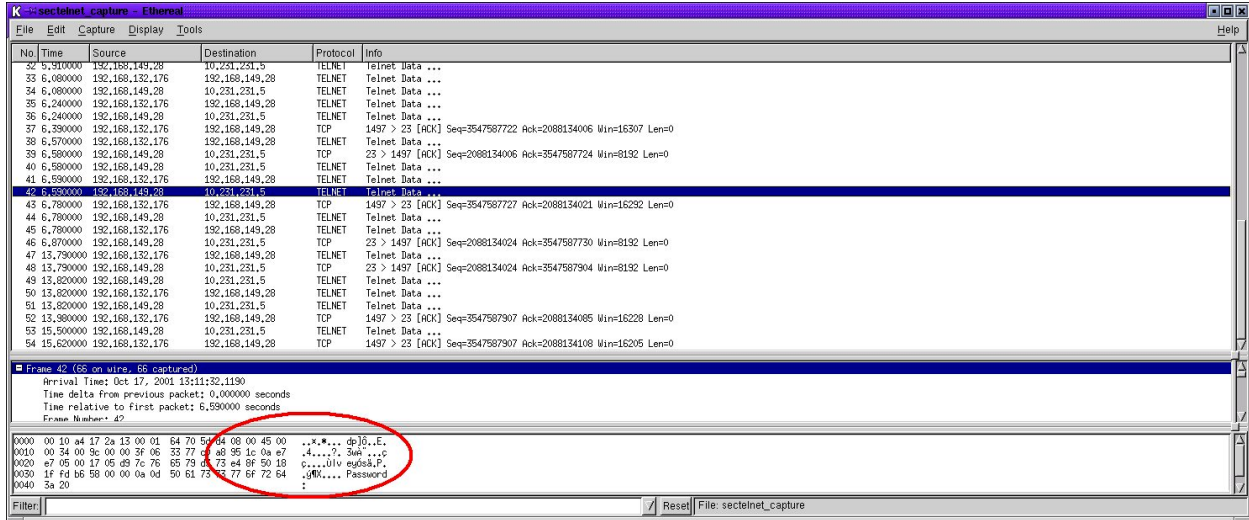 sectelnet_capture - Ethereal
File Edit Capture Display Tools Help
No. Time Source Destination Protocol Info
32 5.910000 192.168.149.28 10.231.231.5 TELNET Telnet Data ...
33 6.080000 192.168.132.176 192.168.149.28 TELNET Telnet Data ...
34 6.080000 192.168.149.28 10.231.231.5 TELNET Telnet Data ...
35 6.240000 192.168.132.176 192.168.149.28 TELNET Telnet Data ...
36 6.240000 192.168.149.28 10.231.231.5 TELNET Telnet Data ...
37 6.390000 192.168.132.176 192.168.149.28 TCP 1497 > 23 [ACK] Seq=3547587722 Ack=2088134006 Win=16307 Len=0
38 6.570000 192.168.132.176 192.168.149.28 TELNET Telnet Data ...
39 6.580000 192.168.149.28 10.231.231.5 TCP 23 > 1497 [ACK] Seq=2088134006 Ack=3547587724 Win=8192 Len=0
40 6.580000 192.168.149.28 10.231.231.5 TELNET Telnet Data ...
41 6.590000 192.168.132.176 192.168.149.28 TELNET Telnet Data ...
42 6.590000 192.168.149.28 10.231.231.5 TELNET Telnet Data ...
43 6.780000 192.168.132.176 192.168.149.28 TCP 1497 > 23 [ACK] Seq=3547587727 Ack=2088134021 Win=16292 Len=0
44 6.780000 192.168.149.28 10.231.231.5 TELNET Telnet Data ...
45 6.780000 192.168.132.176 192.168.149.28 TELNET Telnet Data ...
46 6.870000 192.168.149.28 10.231.231.5 TCP 23 > 1497 [ACK] Seq=2088134024 Ack=3547587730 Win=8192 Len=0
47 13.790000 192.168.132.176 192.168.149.28 TELNET Telnet Data ...
48 13.790000 192.168.149.28 10.231.231.5 TCP 23 > 1497 [ACK] Seq=2088134024 Ack=3547587904 Win=8192 Len=0
49 13.820000 192.168.149.28 10.231.231.5 TELNET Telnet Data ...
50 13.820000 192.168.132.176 192.168.149.28 TELNET Telnet Data ...
51 13.820000 192.168.149.28 10.231.231.5 TELNET Telnet Data ...
52 13.980000 192.168.132.176 192.168.149.28 TCP 1497 > 23 [ACK] Seq=3547587907 Ack=2088134085 Win=16228 Len=0
53 15.500000 192.168.149.28 10.231.231.5 TELNET Telnet Data ...
54 15.620000 192.168.132.176 192.168.149.28 TCP 1497 > 23 [ACK] Seq=3547587907 Ack=2088134108 Win=16205 Len=0
Frame 42 (66 on wire, 66 captured)
Arrival Time: Oct 17, 2001 13:11:32.1190
Time delta from previous packet: 0.000000 seconds
Time relative to first packet: 6.590000 seconds
Frame Number: 42
0000 00 10 a4 17 2a 13 00 01 64 70 5d d4 08 00 45 00 ..¤.*... dp]ô..E.
0010 00 34 00 9c 00 00 3f 06 33 77 c0 a8 95 1c 0a e7 .4....?. 3wÀ¨...ç
0020 e7 05 00 17 05 d9 7c 76 65 79 d3 73 e4 8f 50 18 ç....Ù|v eyÓsä.P.
0030 1f fd b6 58 00 00 0a 0d 50 61 73 73 77 6f 72 64 .ý¶X.... Password
0040 3a 20 :
Filter: Reset File: sectelnet_capture